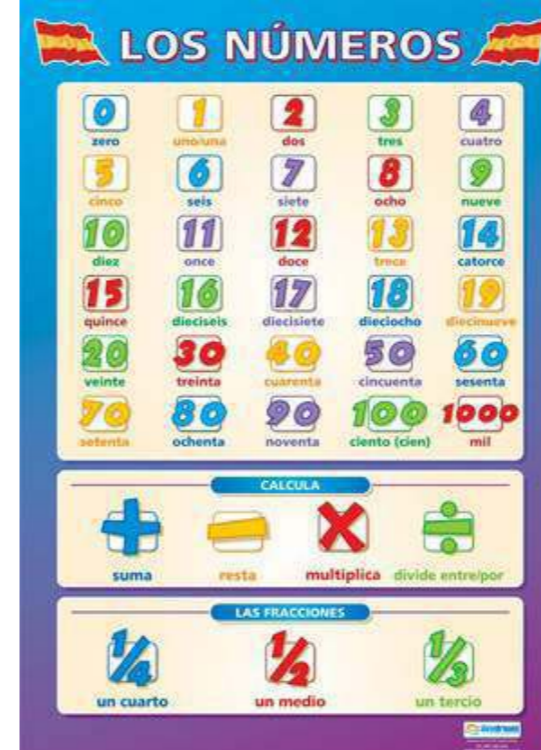 LOS NÚMEROS
0 1 2 3 4
zero uno/una dos tres cuatro
5 6 7 8 9
cinco seis siete ocho nueve
10 11 12 13 14
diez once doce trece catorce
15 16 17 18 19
quince dieciseis diecisiete dieciocho diecinueve
20 30 40 50 60
veinte treinta cuarenta cincuenta sesenta
70 80 90 100 1000
setenta ochenta noventa ciento (cien) mil
CALCULA
+ − × ÷
suma resta multiplica divide entre/por
LAS FRACCIONES
1/4 1/2 1/3
un cuarto un medio un tercio